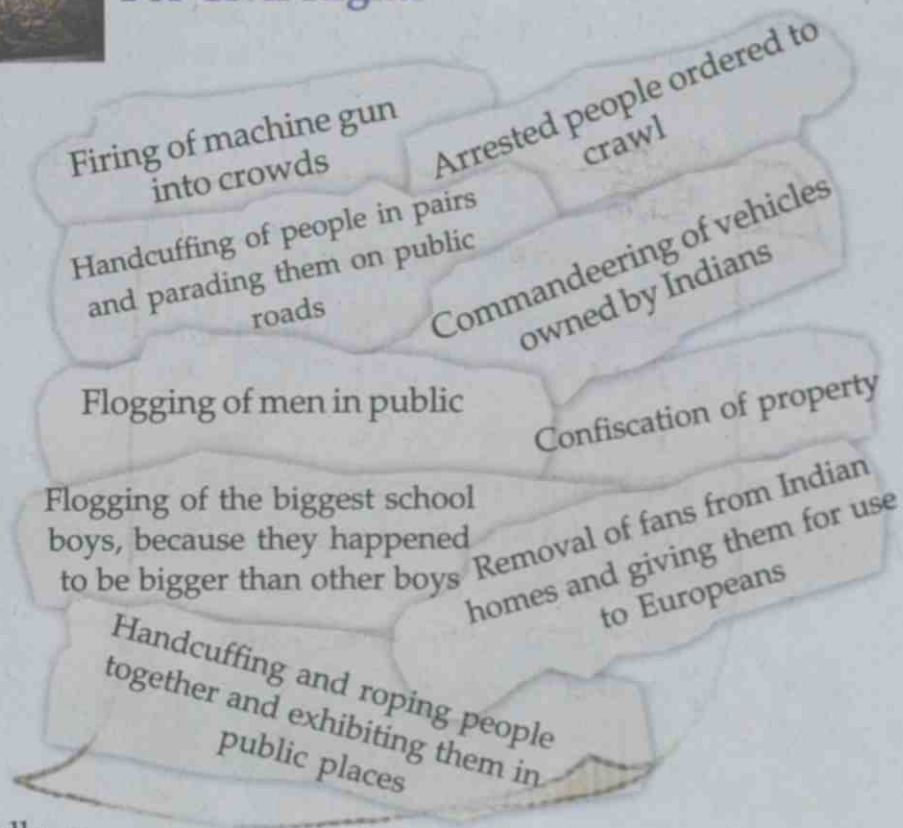 Firing of machine gun
into crowds
Arrested people ordered to
crawl
Handcuffing of people in pairs
and parading them on public
roads
Commandeering of vehicles
owned by Indians
Flogging of men in public
Confiscation of property
Flogging of the biggest school
boys, because they happened
to be bigger than other boys
Removal of fans from Indian
homes and giving them for use
to Europeans
Handcuffing and roping people
together and exhibiting them in
public places